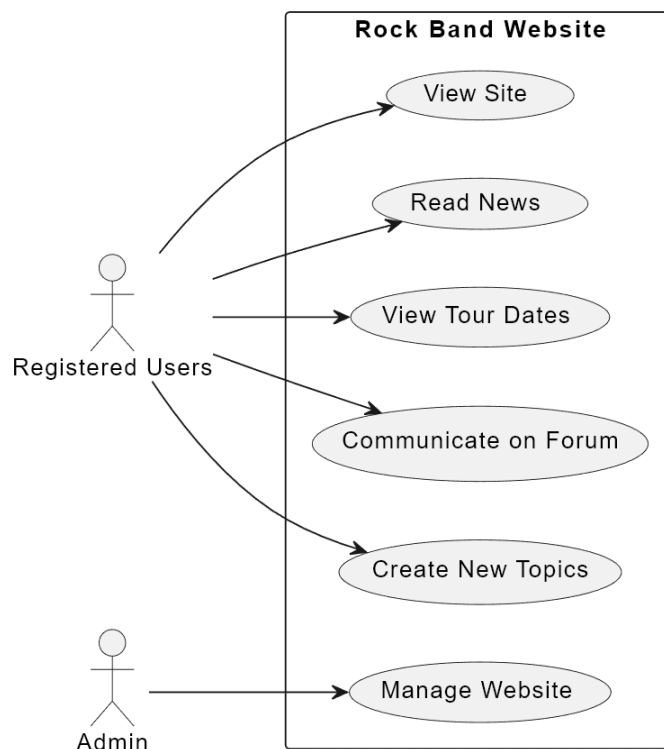 Rock Band Website
View Site
Read News
View Tour Dates
Registered Users
Communicate on Forum
Create New Topics
Manage Website
Admin